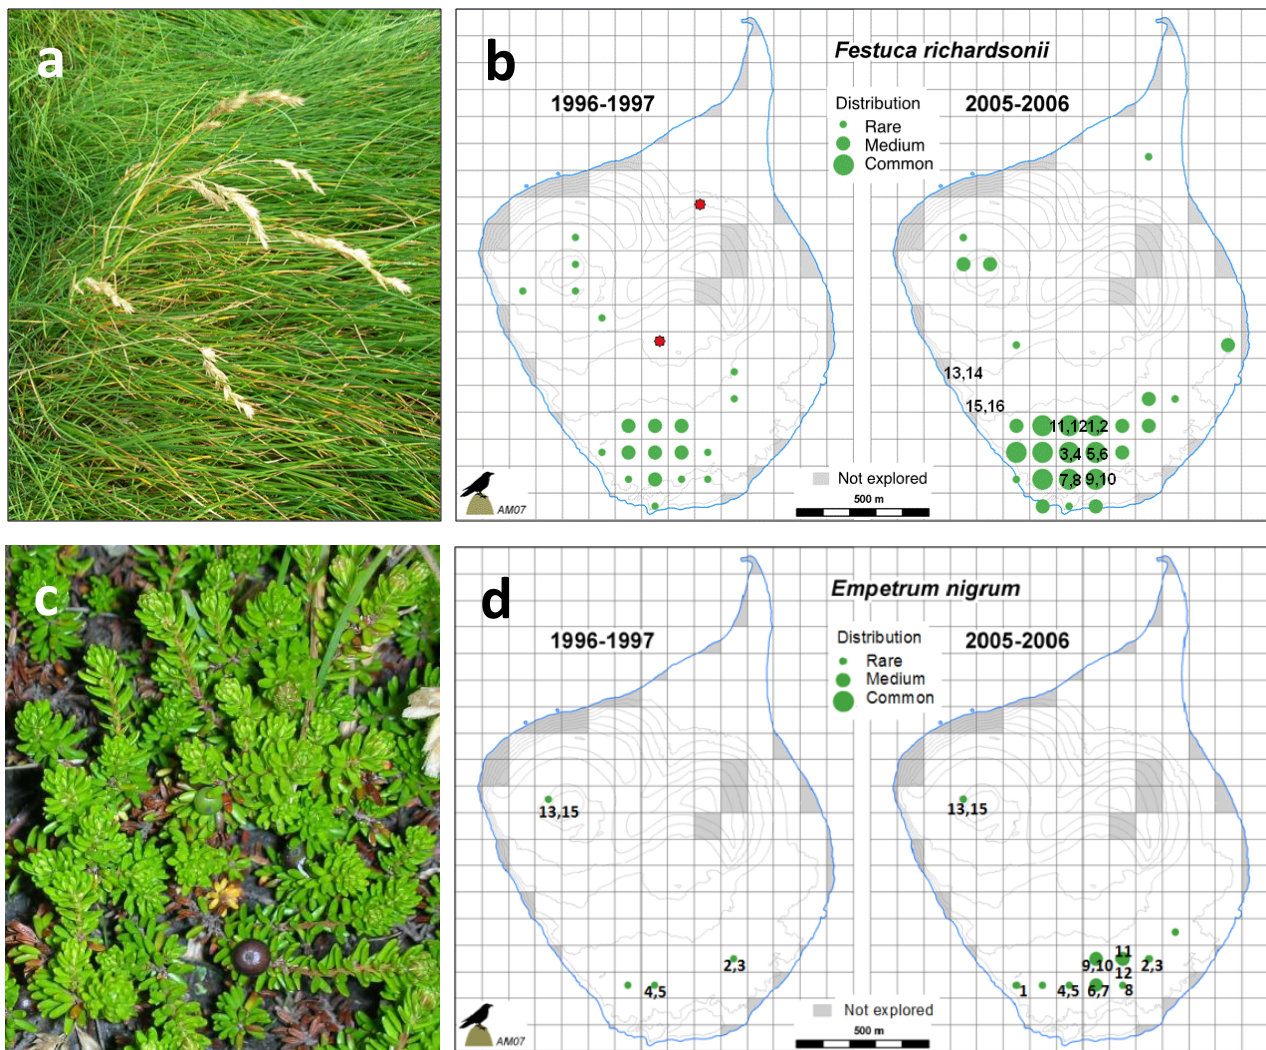 a
b
Festuca richardsonii
1996-1997
Distribution
2005-2006
Rare
Medium
Common
13,14
15,16
11,12 1,2
3,4 5,6
7,8 9,10
Not explored
500 m
AM07
c
d
Empetrum nigrum
1996-1997
Distribution
2005-2006
Rare
Medium
Common
13,15
13,15
11
2,3
9,10
2,3
12
4,5
1
4,5
6,7
8
Not explored
500 m
AM07